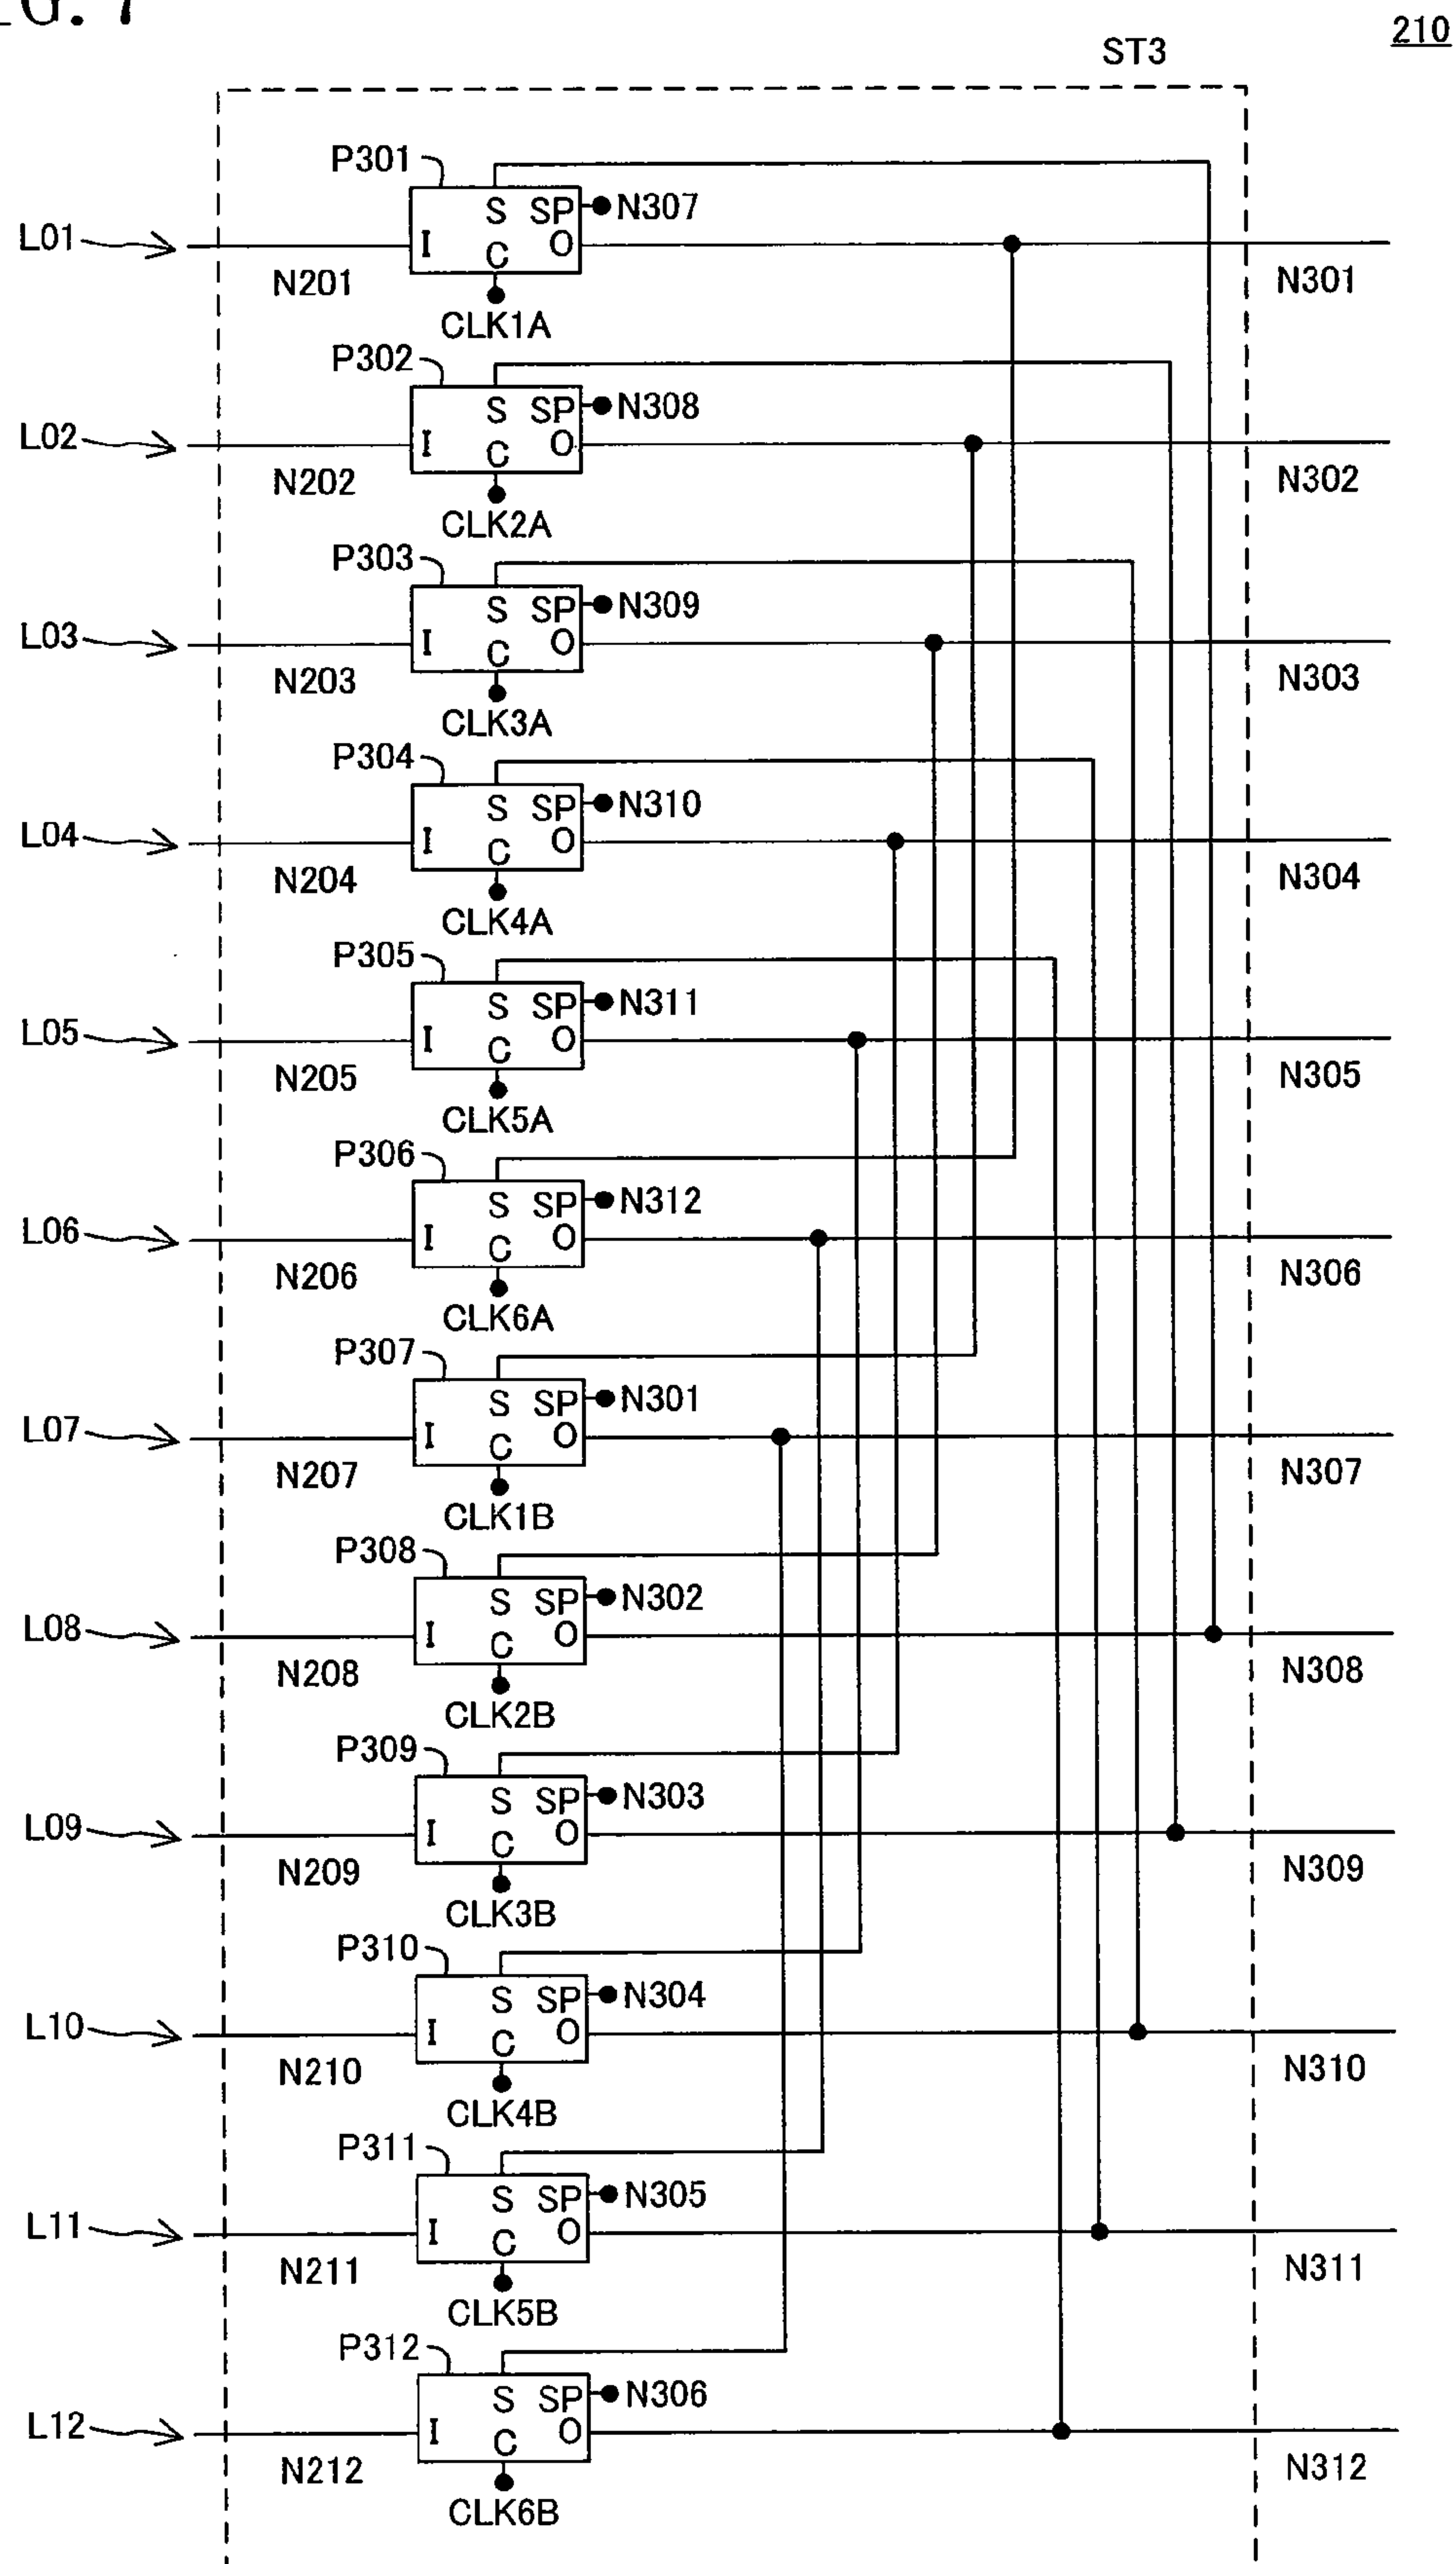 IG. 7
210
ST3
P301
S SP N307
L01 I C O
N201 N301
CLK1A
P302
S SP N308
L02 I C O
N202 N302
CLK2A
P303
S SP N309
L03 I C O
N203 N303
CLK3A
P304
S SP N310
L04 I C O
N204 N304
CLK4A
P305
S SP N311
L05 I C O
N205 N305
CLK5A
P306
S SP N312
L06 I C O
N206 N306
CLK6A
P307
S SP N301
L07 I C O
N207 N307
CLK1B
P308
S SP N302
L08 I C O
N208 N308
CLK2B
P309
S SP N303
L09 I C O
N209 N309
CLK3B
P310
S SP N304
L10 I C O
N210 N310
CLK4B
P311
S SP N305
L11 I C O
N211 N311
CLK5B
P312
S SP N306
L12 I C O
N212 N312
CLK6B